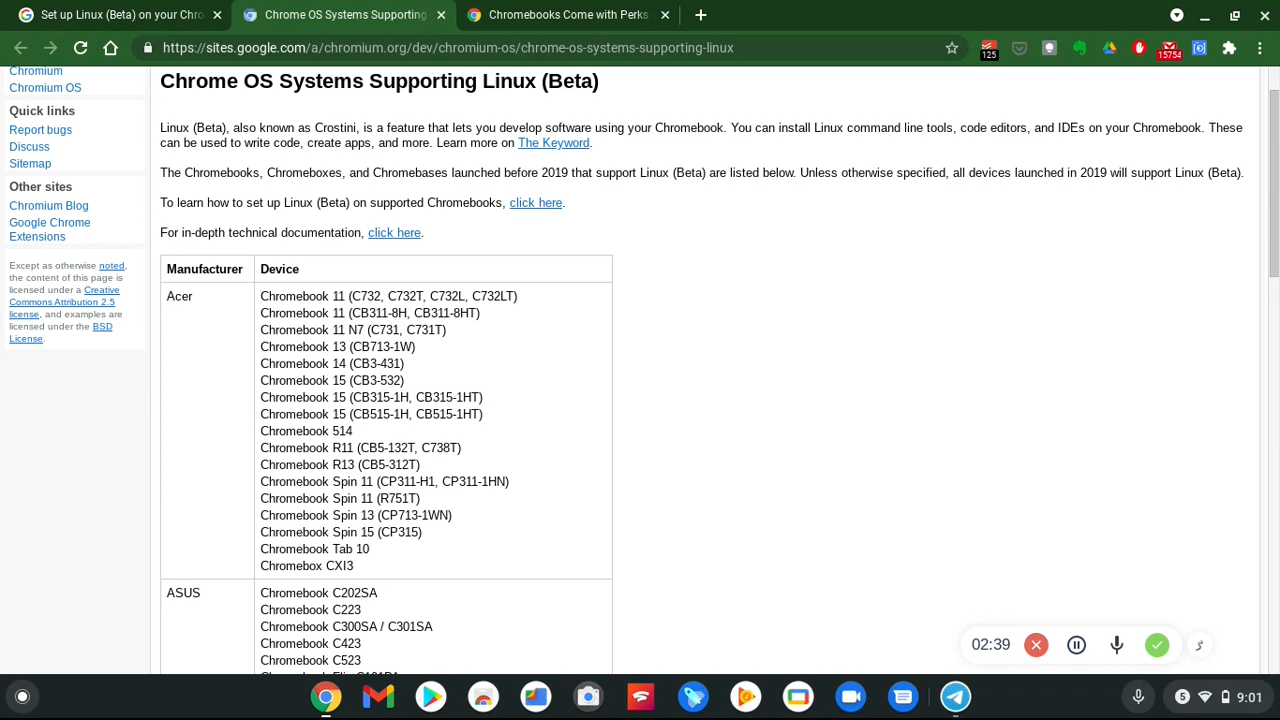 Set up Linux (Beta) on your Chro
Chrome OS Systems Supporting
Chromebooks Come with Perks
https://sites.google.com/a/chromium.org/dev/chromium-os/chrome-os-systems-supporting-linux
125
15754
Chromium
Chromium OS
Quick links
Report bugs
Discuss
Sitemap
Other sites
Chromium Blog
Google Chrome
Extensions
Except as otherwise noted,
the content of this page is
licensed under a Creative
Commons Attribution 2.5
license, and examples are
licensed under the BSD
License.
Chrome OS Systems Supporting Linux (Beta)
Linux (Beta), also known as Crostini, is a feature that lets you develop software using your Chromebook. You can install Linux command line tools, code editors, and IDEs on your Chromebook. These
can be used to write code, create apps, and more. Learn more on The Keyword.
The Chromebooks, Chromeboxes, and Chromebases launched before 2019 that support Linux (Beta) are listed below. Unless otherwise specified, all devices launched in 2019 will support Linux (Beta).
To learn how to set up Linux (Beta) on supported Chromebooks, click here.
For in-depth technical documentation, click here.
Manufacturer Device
Acer
Chromebook 11 (C732, C732T, C732L, C732LT)
Chromebook 11 (CB311-8H, CB311-8HT)
Chromebook 11 N7 (C731, C731T)
Chromebook 13 (CB713-1W)
Chromebook 14 (CB3-431)
Chromebook 15 (CB3-532)
Chromebook 15 (CB315-1H, CB315-1HT)
Chromebook 15 (CB515-1H, CB515-1HT)
Chromebook 514
Chromebook R11 (CB5-132T, C738T)
Chromebook R13 (CB5-312T)
Chromebook Spin 11 (CP311-H1, CP311-1HN)
Chromebook Spin 11 (R751T)
Chromebook Spin 13 (CP713-1WN)
Chromebook Spin 15 (CP315)
Chromebook Tab 10
Chromebox CXI3
ASUS
Chromebook C202SA
Chromebook C223
Chromebook C300SA / C301SA
Chromebook C423
Chromebook C523
02:39
5
9:01